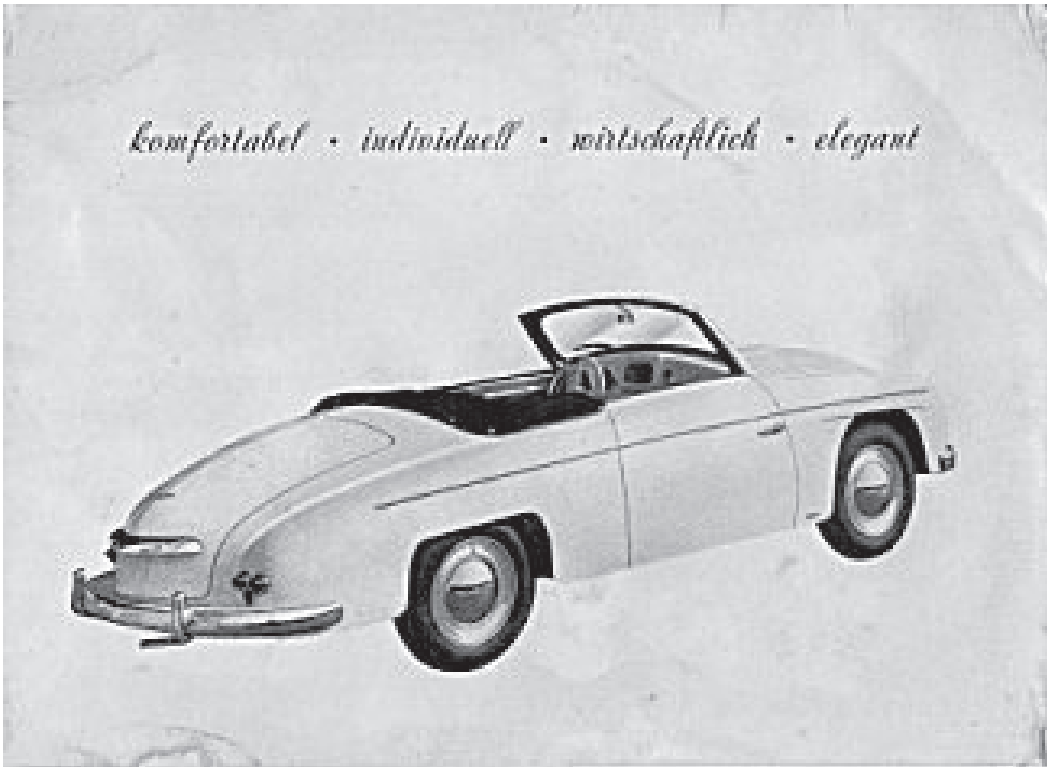 komfortabel • individuell • wirtschaftlich • elegant